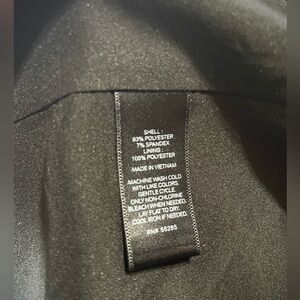 SHELL :
93% POLYESTER
7% SPANDEX
LINING :
100% POLYESTER
MADE IN VIETNAM
MACHINE WASH COLD
WITH LIKE COLORS.
GENTLE CYCLE.
ONLY NON-CHLORINE
BLEACH WHEN NEEDED.
LAY FLAT TO DRY.
COOL IRON IF NEEDED.
RN# 55285